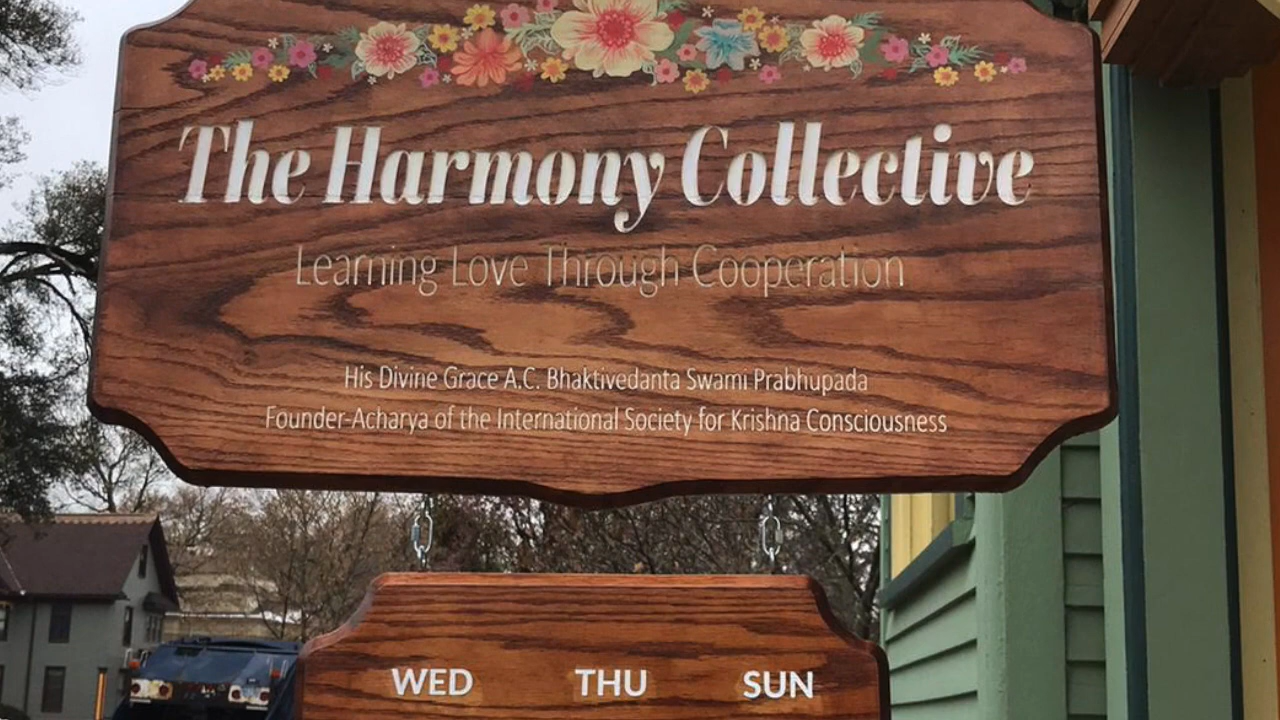 The Harmony Collective
Learning Love Through Cooperation
His Divine Grace A.C. Bhaktivedanta Swami Prabhupada
Founder-Acharya of the International Society for Krishna Consciousness
WED THU SUN